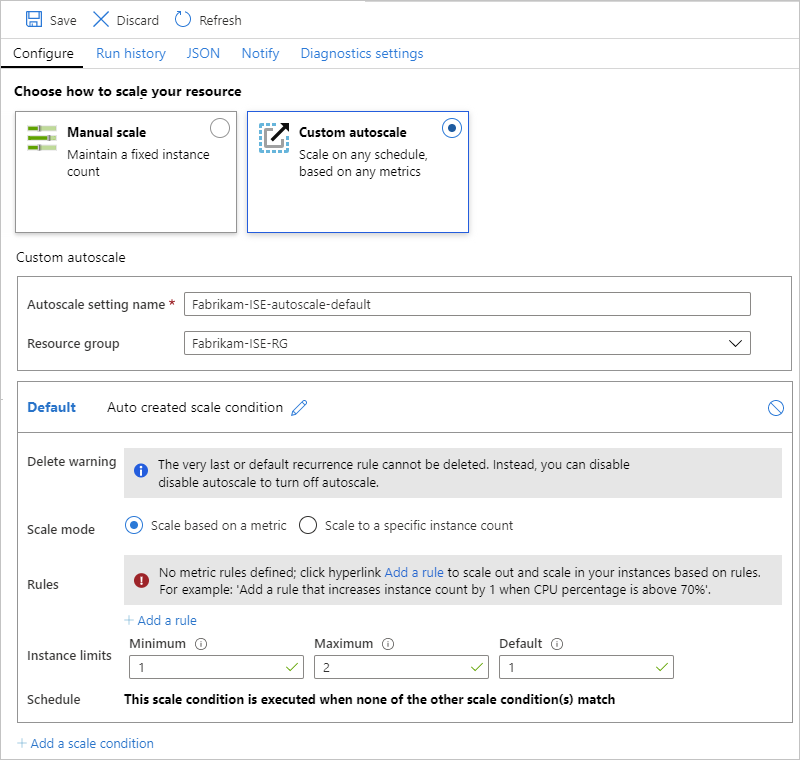 Save Discard Refresh
Configure Run history JSON Notify Diagnostics settings
Choose how to scale your resource
Manual scale
Maintain a fixed instance
count
Custom autoscale
Scale on any schedule,
based on any metrics
Custom autoscale
Autoscale setting name * Fabrikam-ISE-autoscale-default
Resource group Fabrikam-ISE-RG
Default Auto created scale condition
Delete warning
The very last or default recurrence rule cannot be deleted. Instead, you can disable
disable autoscale to turn off autoscale.
Scale mode Scale based on a metric Scale to a specific instance count
Rules
No metric rules defined; click hyperlink Add a rule to scale out and scale in your instances based on rules.
For example: 'Add a rule that increases instance count by 1 when CPU percentage is above 70%'.
+ Add a rule
Instance limits
Minimum Maximum Default
1 2 1
Schedule This scale condition is executed when none of the other scale condition(s) match
+ Add a scale condition